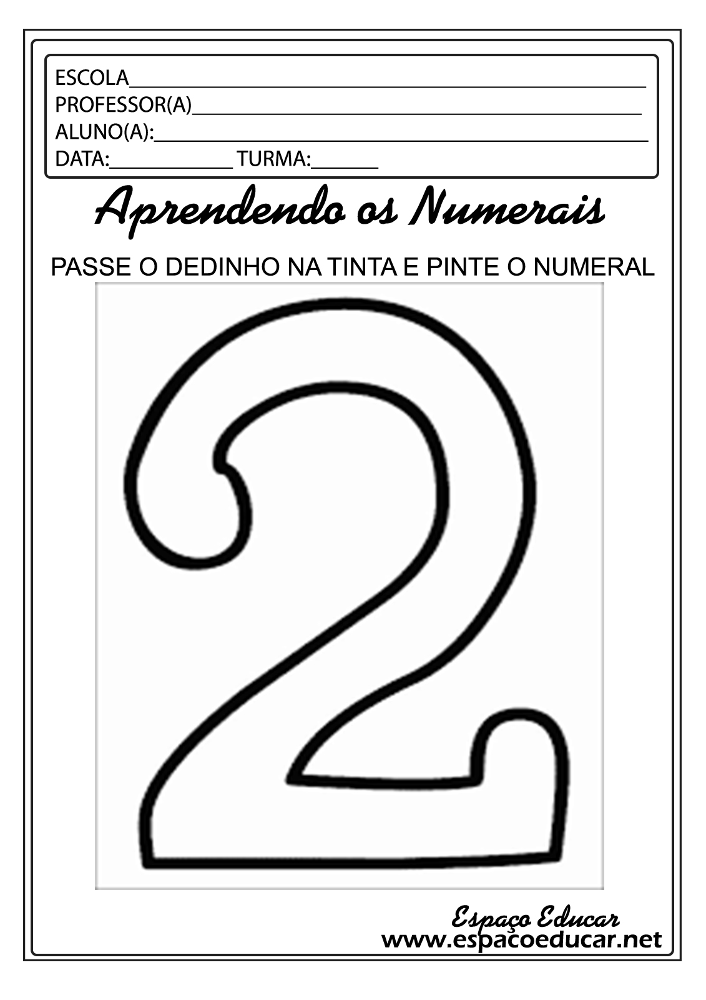 ESCOLA
PROFESSOR(A)
ALUNO(A):
DATA: TURMA:
Aprendendo os Numerais
PASSE O DEDINHO NA TINTA E PINTE O NUMERAL
2
Espaço Educar
www.espacoeducar.net